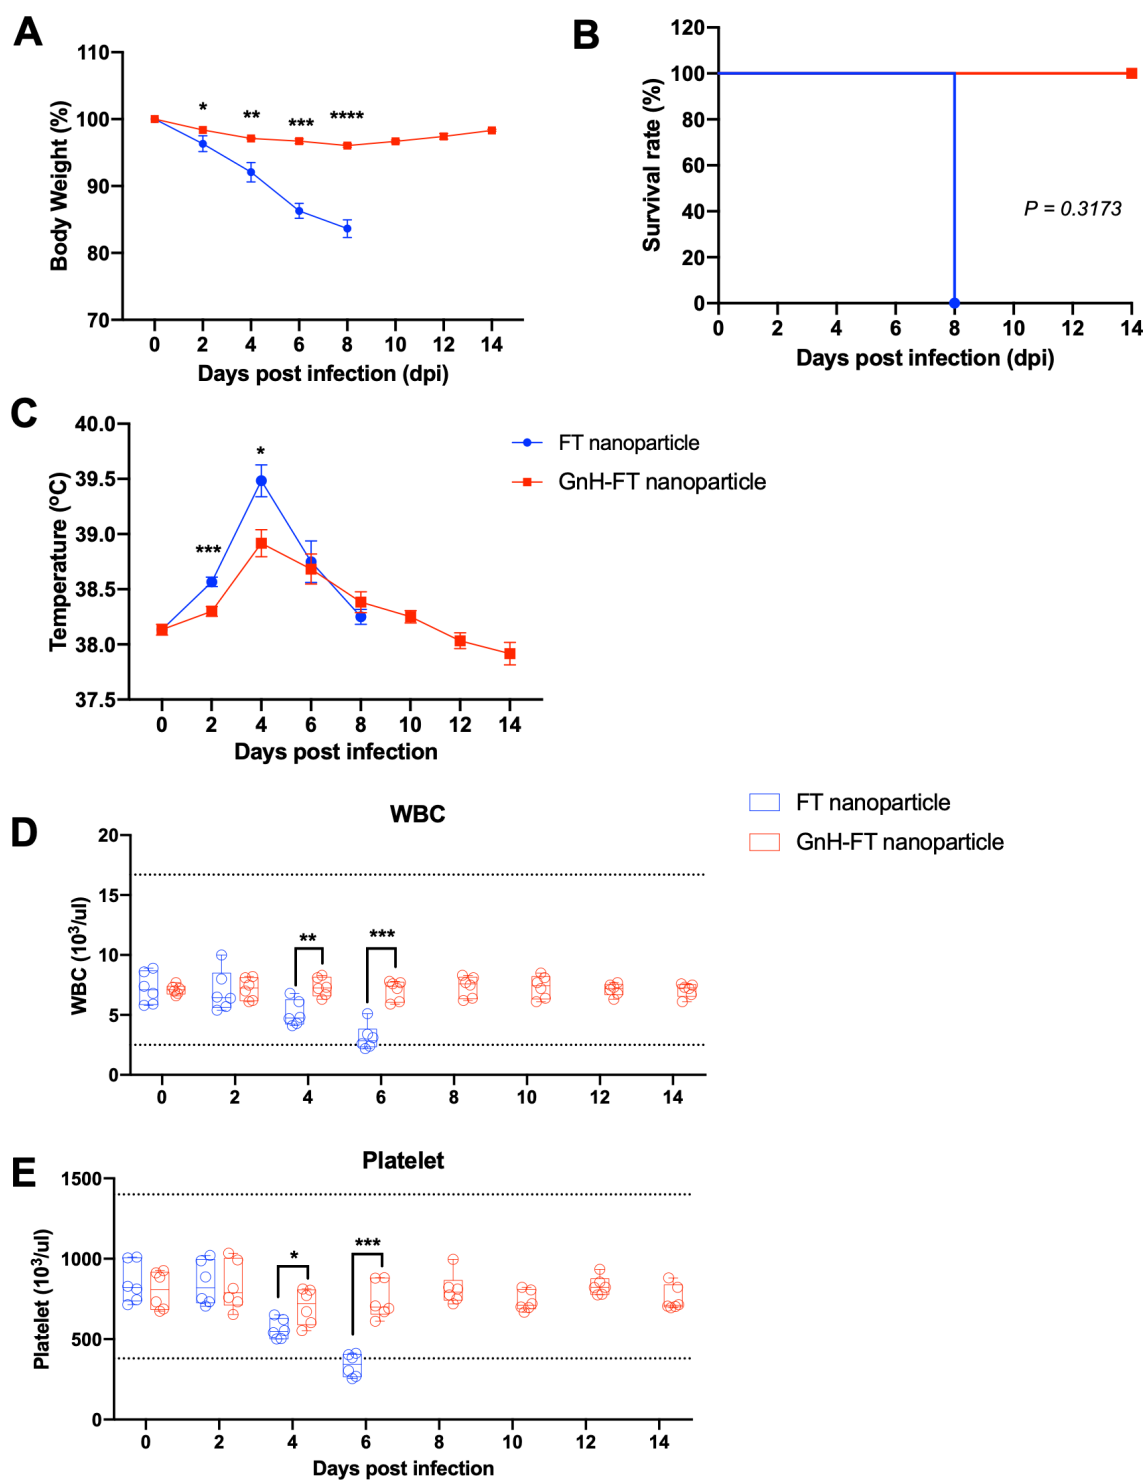 A
110
100
90
80
70
Body Weight (%)
* ** *** ****
0 2 4 6 8 10 12 14
Days post infection (dpi)
B
120
100
80
60
40
20
0
Survival rate (%)
P = 0.3173
0 2 4 6 8 10 12 14
Days post infection (dpi)
C
40.0
39.5
39.0
38.5
38.0
37.5
Temperature (ºC)
*** *
0 2 4 6 8 10 12 14
Days post infection
FT nanoparticle
GnH-FT nanoparticle
D
WBC
FT nanoparticle
GnH-FT nanoparticle
20
15
10
5
0
WBC (10³/ul)
** ***
0 2 4 6 8 10 12 14
E
Platelet
1500
1000
500
0
Platelet (10³/ul)
* ***
0 2 4 6 8 10 12 14
Days post infection